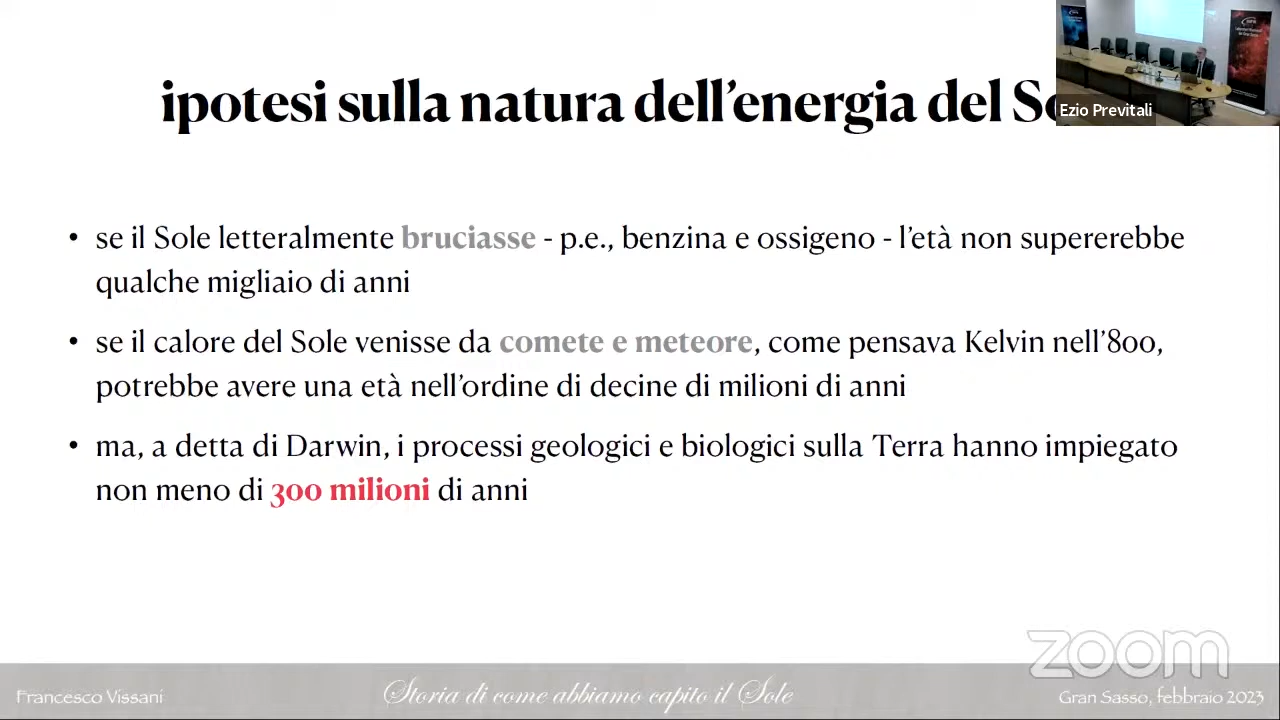 ipotesi sulla natura dell'energia del
Ezio Previtali
• se il Sole letteralmente bruciasse - p.e., benzina e ossigeno - l'età non supererebbe
qualche migliaio di anni
• se il calore del Sole venisse da comete e meteore, come pensava Kelvin nell'800,
potrebbe avere una età nell'ordine di decine di milioni di anni
• ma, a detta di Darwin, i processi geologici e biologici sulla Terra hanno impiegato
non meno di 300 milioni di anni
zoom
Francesco Vissani
Storia di come abbiamo capito il Sole
Gran Sasso, febbraio 2023